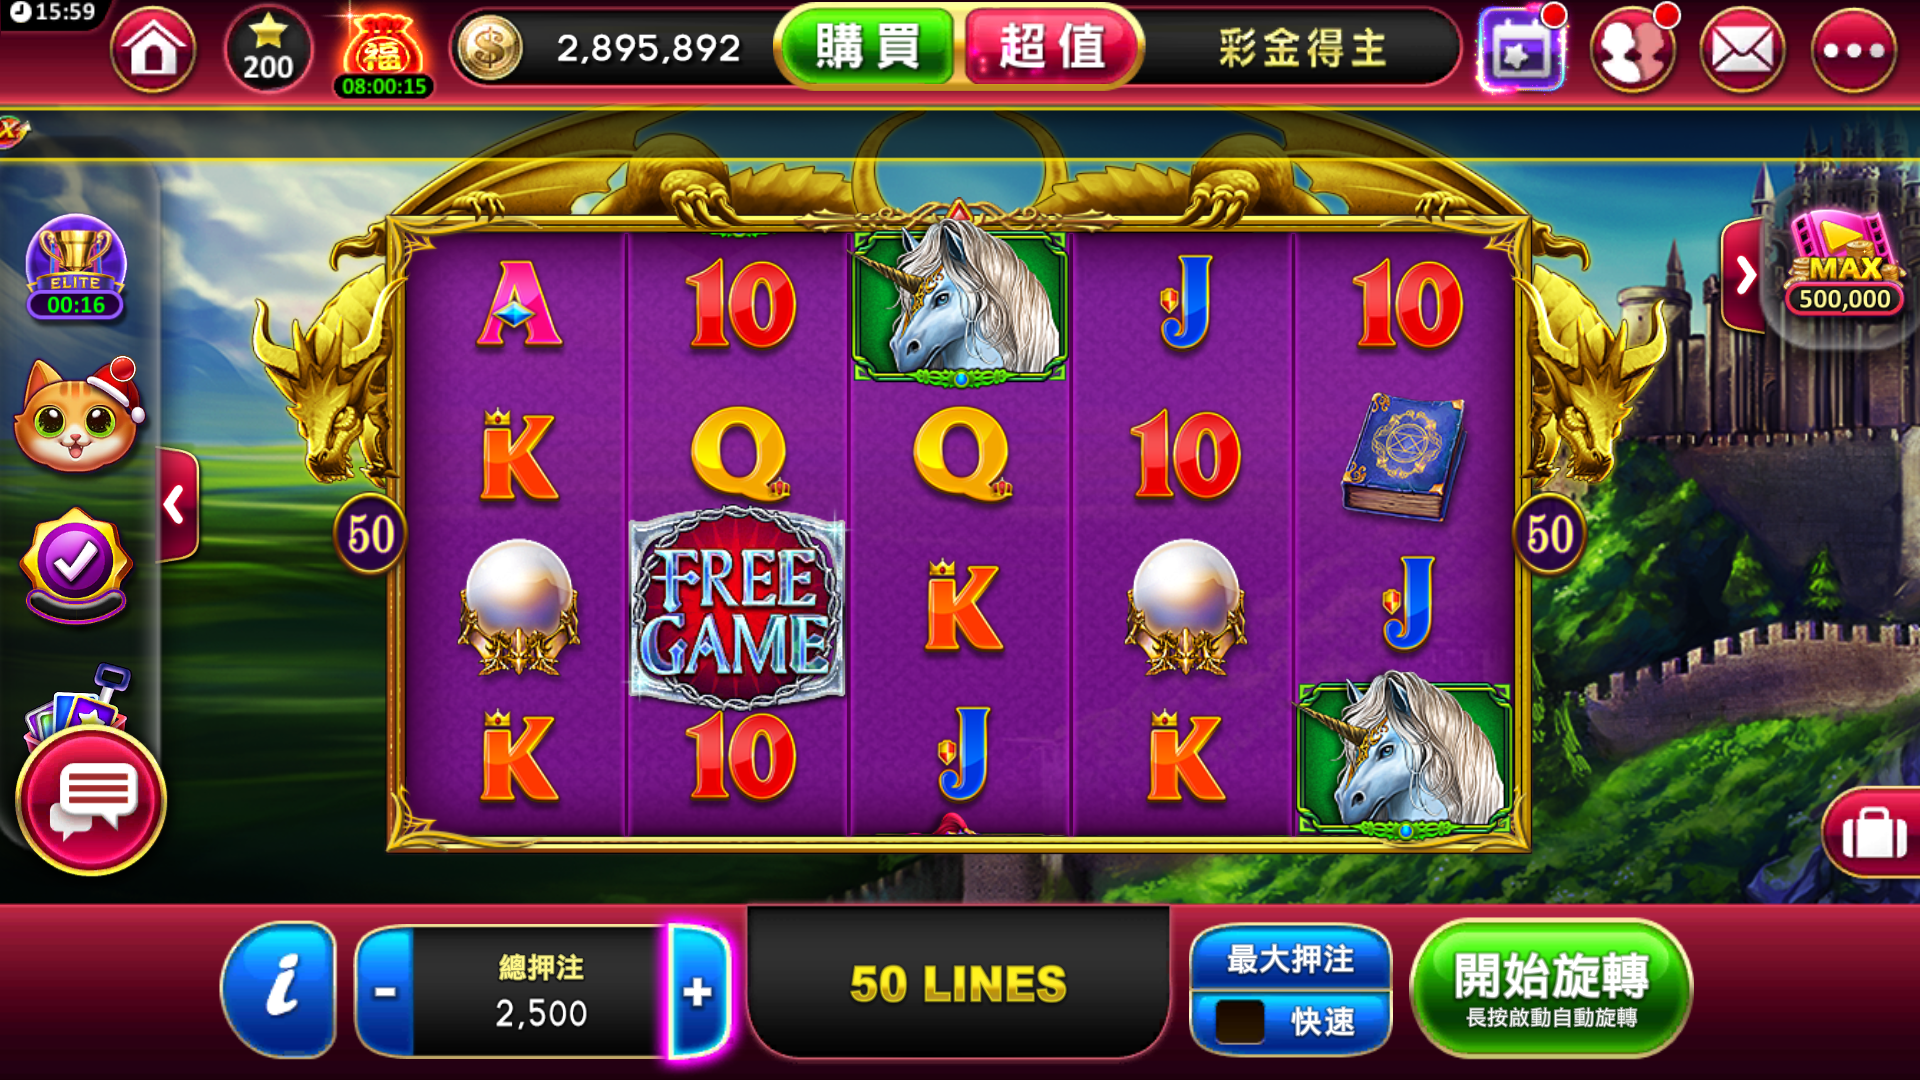 15:59
200
福
08:00:15
2,895,892
購買
超值
彩金得主
ELITE
00:16
MAX
500,000
A
10
J
10
K
Q
Q
10
50
50
FREE
GAME
K
J
K
10
J
K
總押注
2,500
-
+
i
50 LINES
最大押注
快速
開始旋轉
長按啟動自動旋轉